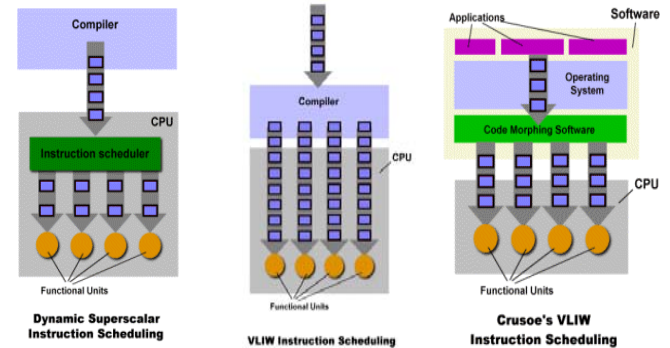 Compiler
CPU
Instruction scheduler
Functional Units
Dynamic Superscalar
Instruction Scheduling
Compiler
CPU
Functional Units
VLIW Instruction Scheduling
Applications
Software
Operating
System
Code Morphing Software
CPU
Functional Units
Crusoe's VLIW
Instruction Scheduling